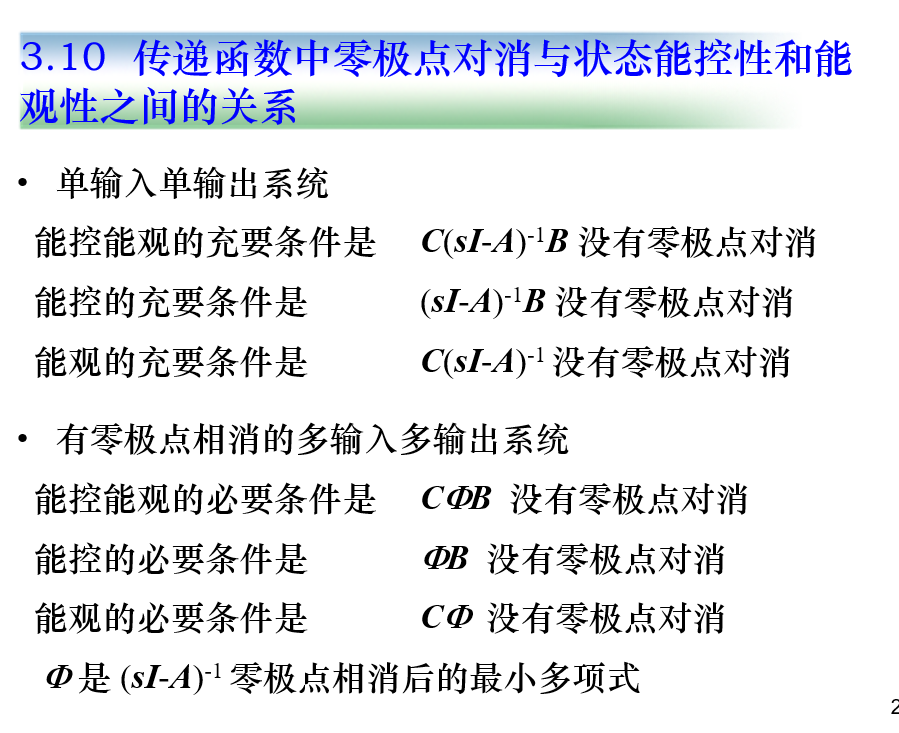 3.10 传递函数中零极点对消与状态能控性和能
观性之间的关系
• 单输入单输出系统
能控能观的充要条件是 C(sI-A)⁻¹B 没有零极点对消
能控的充要条件是 (sI-A)⁻¹B 没有零极点对消
能观的充要条件是 C(sI-A)⁻¹ 没有零极点对消
• 有零极点相消的多输入多输出系统
能控能观的必要条件是 CΦB 没有零极点对消
能控的必要条件是 ΦB 没有零极点对消
能观的必要条件是 CΦ 没有零极点对消
Φ 是 (sI-A)⁻¹ 零极点相消后的最小多项式
2